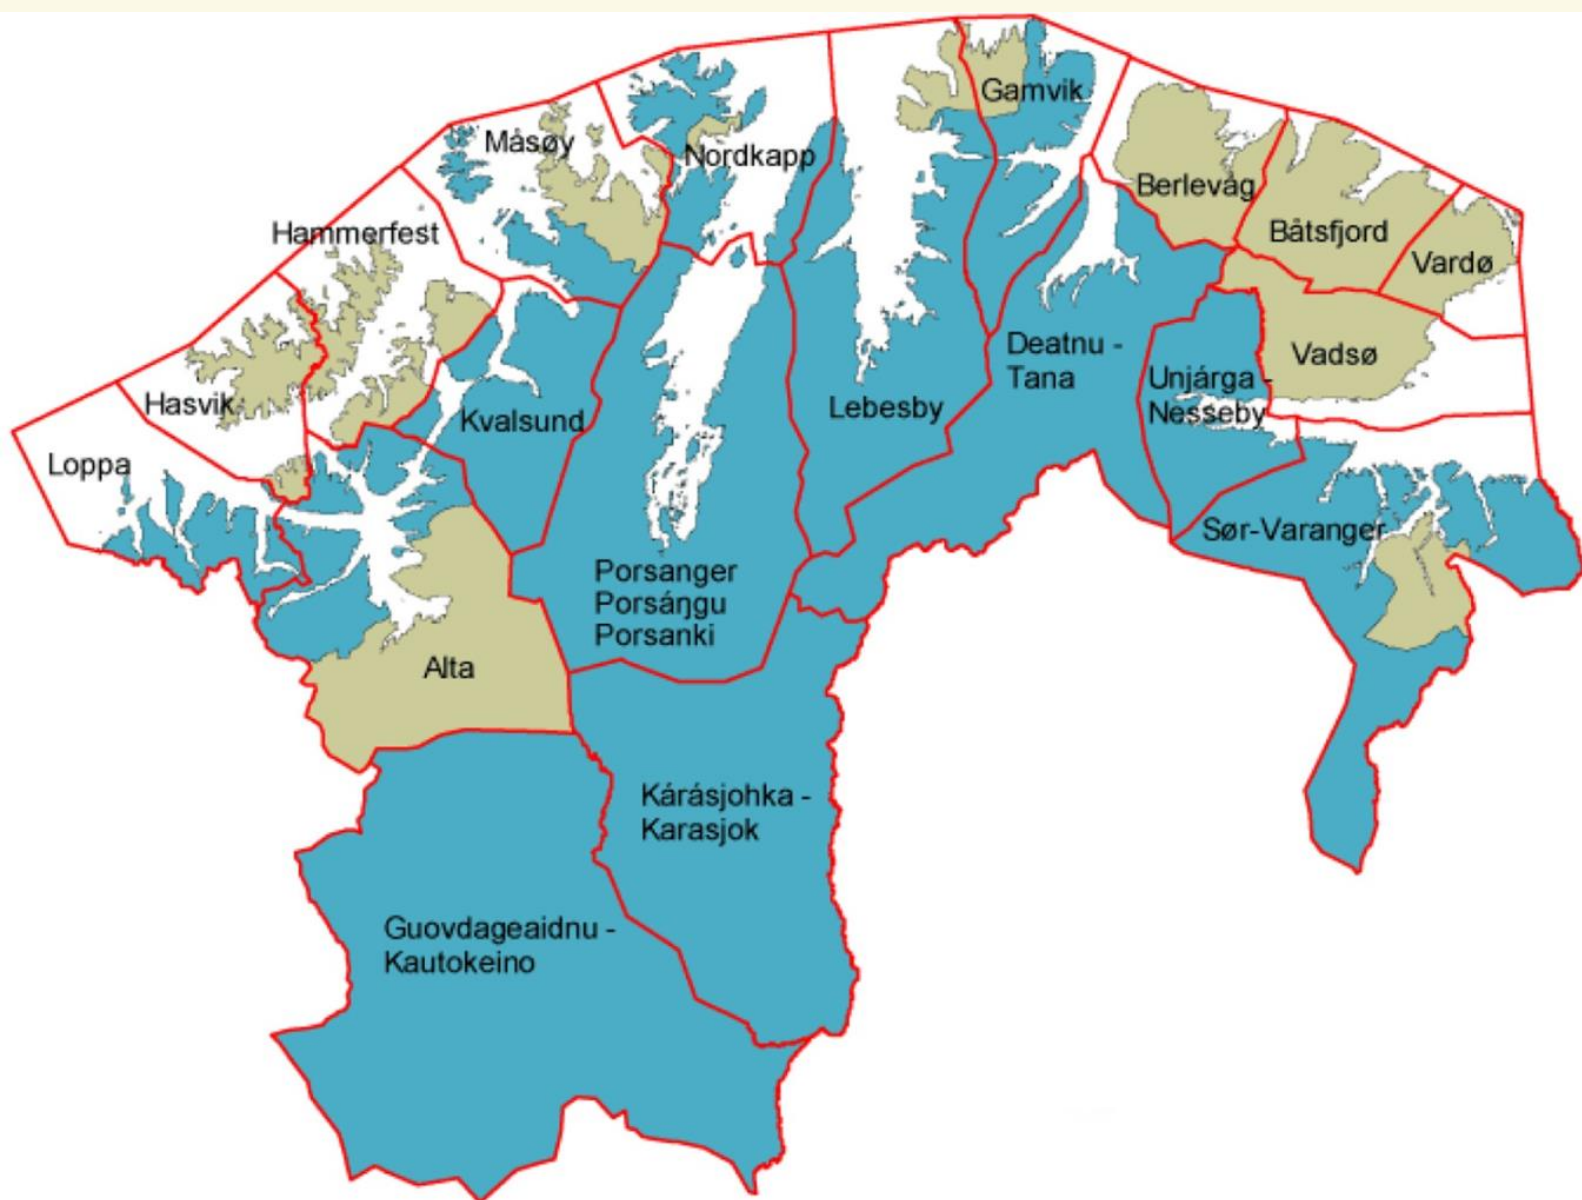 Gamvik
Måsøy
Nordkapp
Berlevåg
Hammerfest
Båtsfjord
Vardø
Deatnu -
Tana
Vadsø
Unjárga -
Nesseby
Hasvik
Lebesby
Kvalsund
Loppa
Sør-Varanger
Porsanger
Porsáŋgu
Porsanki
Alta
Kárásjohka -
Karasjok
Guovdageaidnu -
Kautokeino